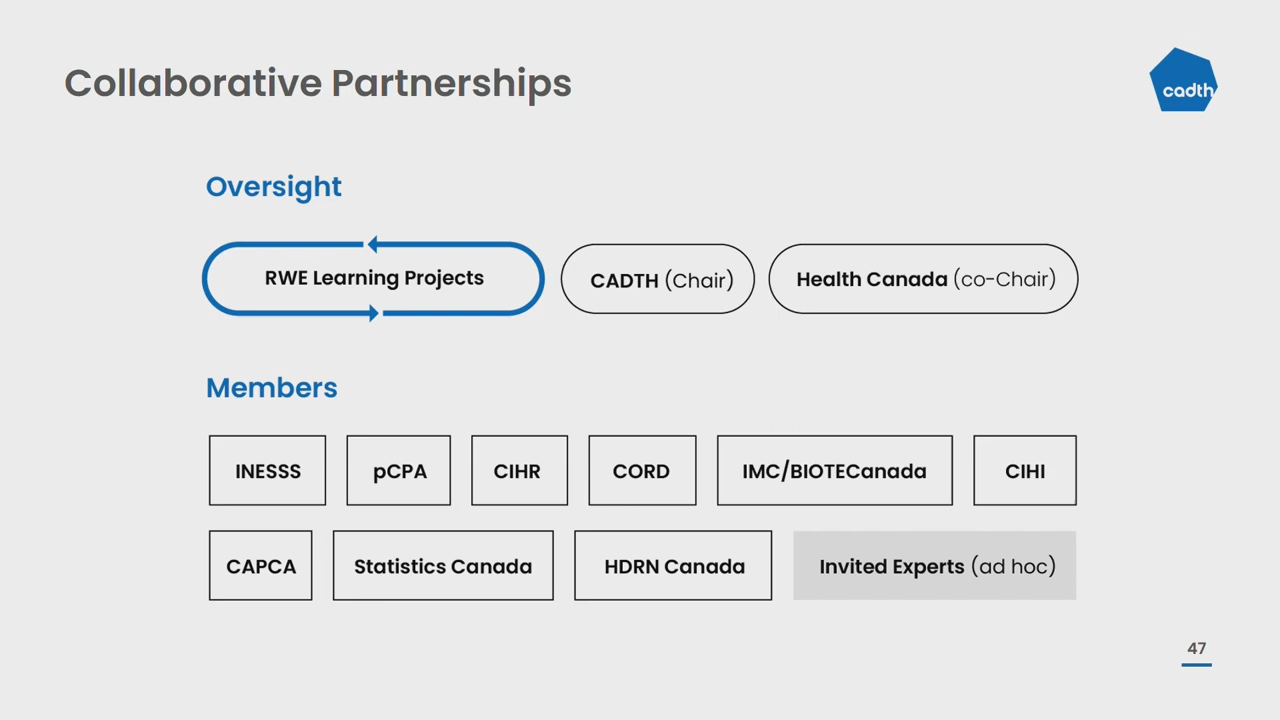 Collaborative Partnerships
cadth
Oversight
RWE Learning Projects
CADTH (Chair)
Health Canada (co-Chair)
Members
INESSS
pCPA
CIHR
CORD
IMC/BIOTECanada
CIHI
CAPCA
Statistics Canada
HDRN Canada
Invited Experts (ad hoc)
47